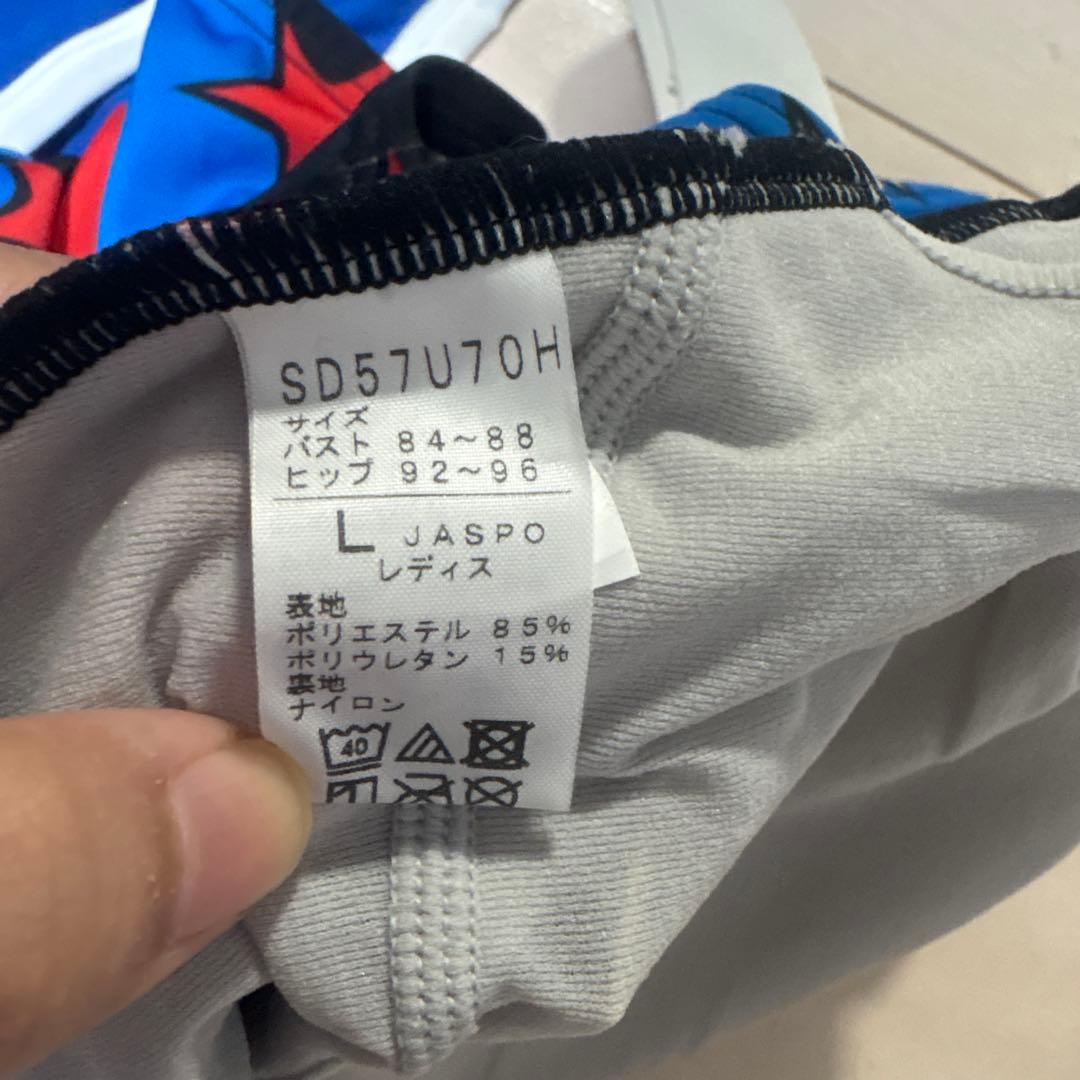 SD57U70H
サイズ
バスト 84～88
ヒップ 92～96
L JASPO
レディス
表地
ポリエステル 85%
ポリウレタン 15%
裏地
ナイロン
40